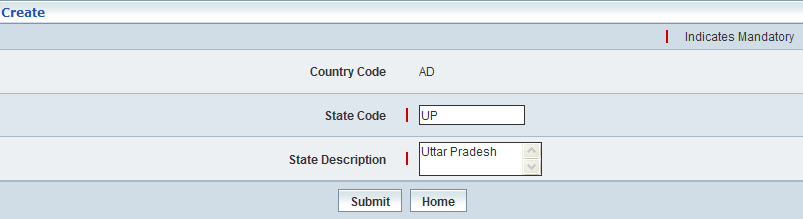 Create
Indicates Mandatory
Country Code AD
State Code UP
State Description Uttar Pradesh
Submit Home